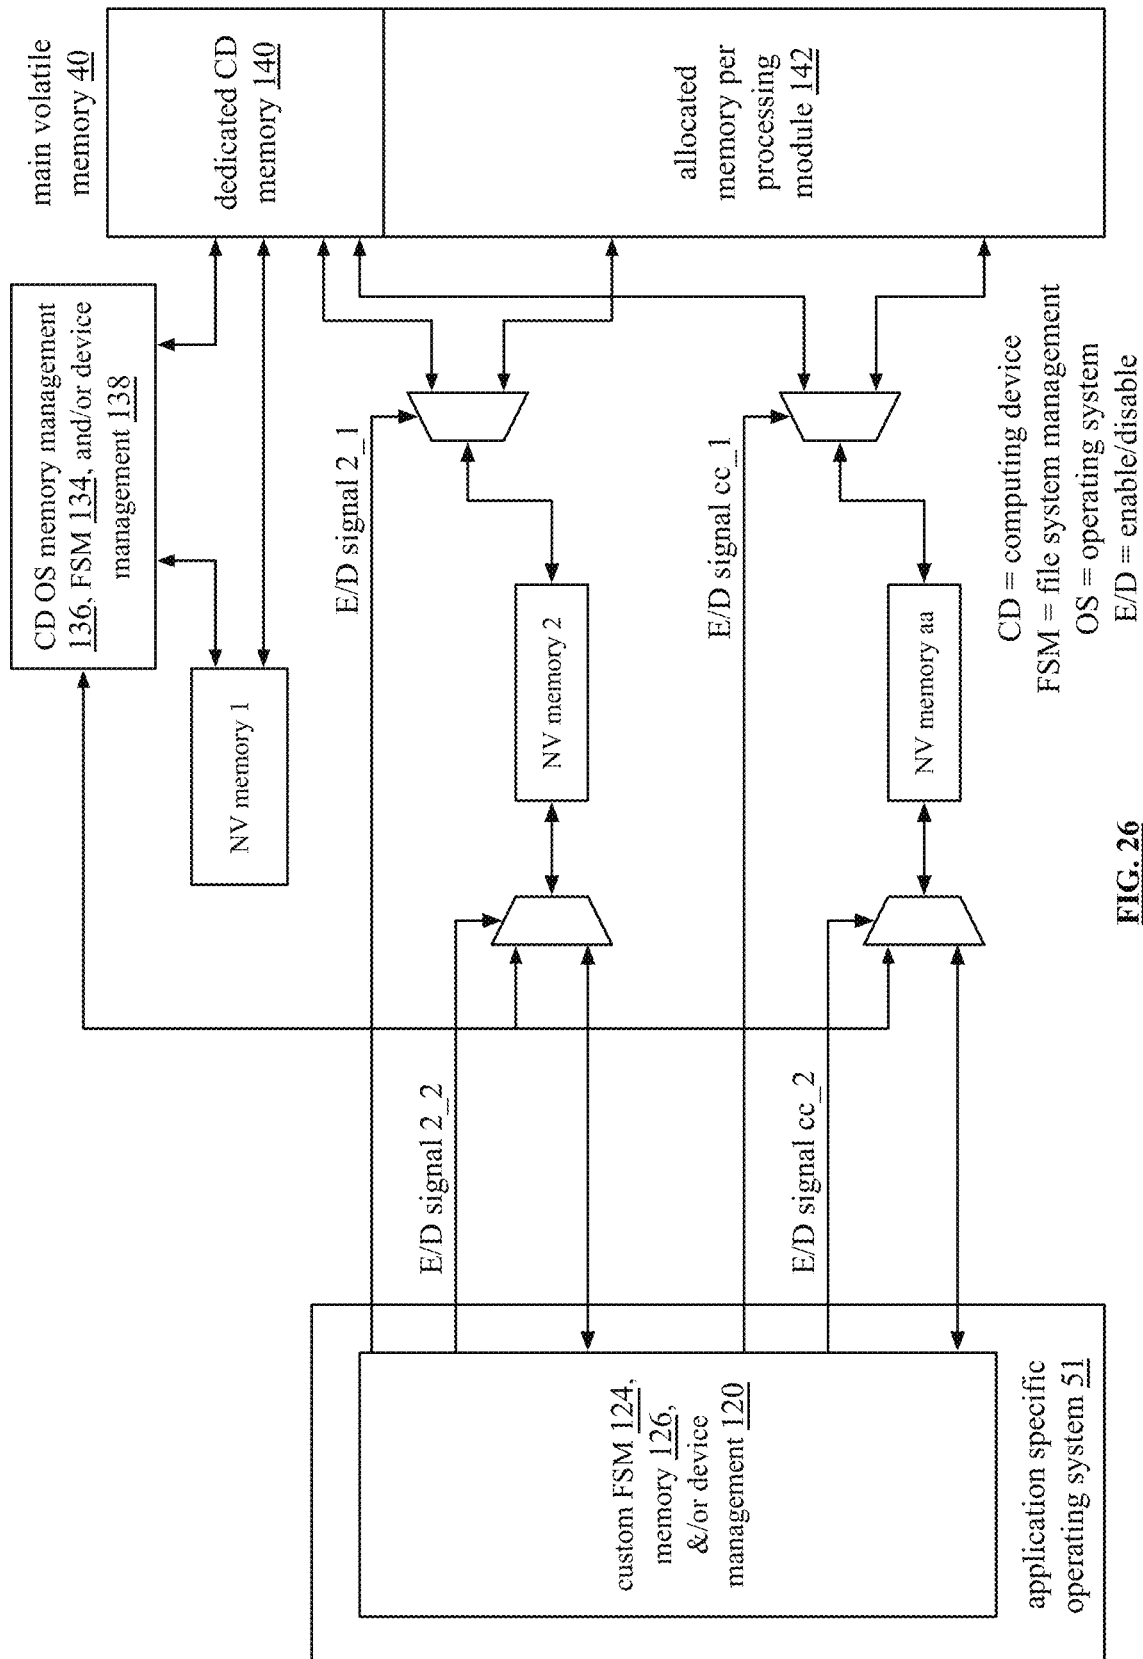 main volatile
memory 40
dedicated CD
memory 140
allocated
memory per
processing
module 142
CD OS memory management
136, FSM 134, and/or device
management 138
NV memory 1
E/D signal 2_1
NV memory 2
E/D signal 2_2
E/D signal cc_1
NV memory aa
E/D signal cc_2
custom FSM 124,
memory 126,
&/or device
management 120
application specific
operating system 51
CD = computing device
FSM = file system management
OS = operating system
E/D = enable/disable
FIG. 26